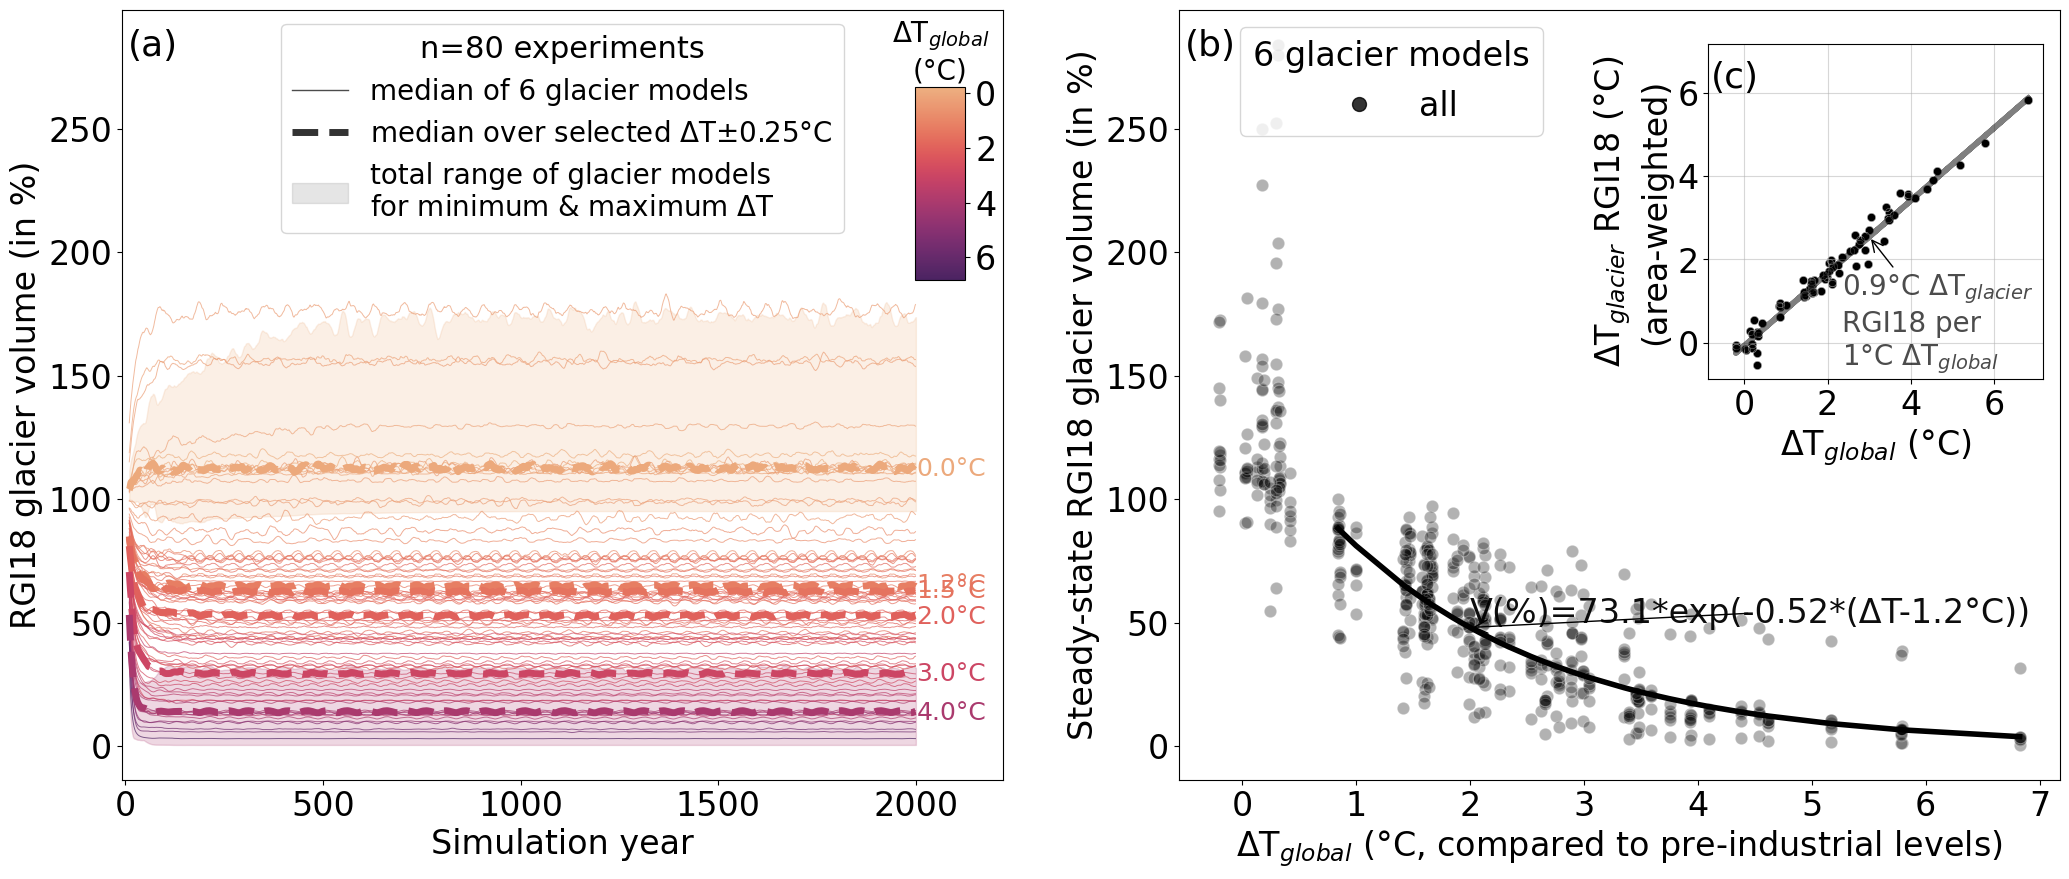 (a)
n=80 experiments
median of 6 glacier models
median over selected ΔT±0.25°C
total range of glacier models
for minimum & maximum ΔT
ΔTglobal
(°C)
0
2
4
6
RGI18 glacier volume (in %)
250
200
150
100
50
0
0.0°C
1.2°C
1.5°C
2.0°C
3.0°C
4.0°C
0 500 1000 1500 2000
Simulation year
(b)
6 glacier models
all
Steady-state RGI18 glacier volume (in %)
250
200
150
100
50
0
V(%)=73.1*exp(-0.52*(ΔT-1.2°C))
0 1 2 3 4 5 6 7
ΔTglobal (°C, compared to pre-industrial levels)
(c)
ΔTglacier RGI18 (°C)
(area-weighted)
6
4
2
0
0.9°C ΔTglacier
RGI18 per
1°C ΔTglobal
0 2 4 6
ΔTglobal (°C)